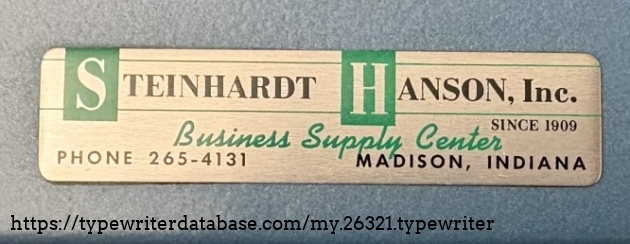 STEINHARDT HANSON, Inc.
SINCE 1909
Business Supply Center
PHONE 265-4131 MADISON, INDIANA
https://typewriterdatabase.com/my.26321.typewriter